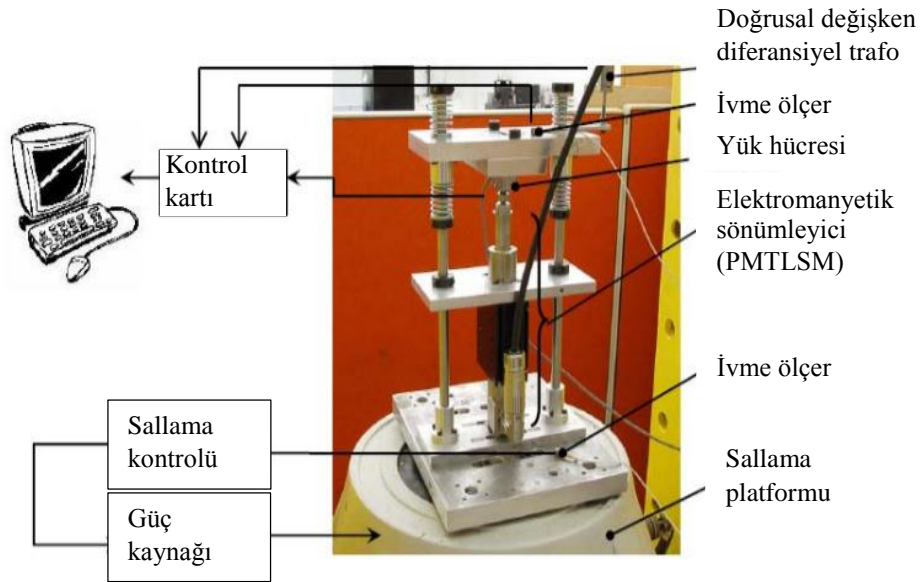 Doğrusal değişken
diferansiyel trafo
İvme ölçer
Yük hücresi
Kontrol
kartı
Elektromanyetik
sönümleyici
(PMTLSM)
İvme ölçer
Sallama
kontrolü
Sallama
platformu
Güç
kaynağı